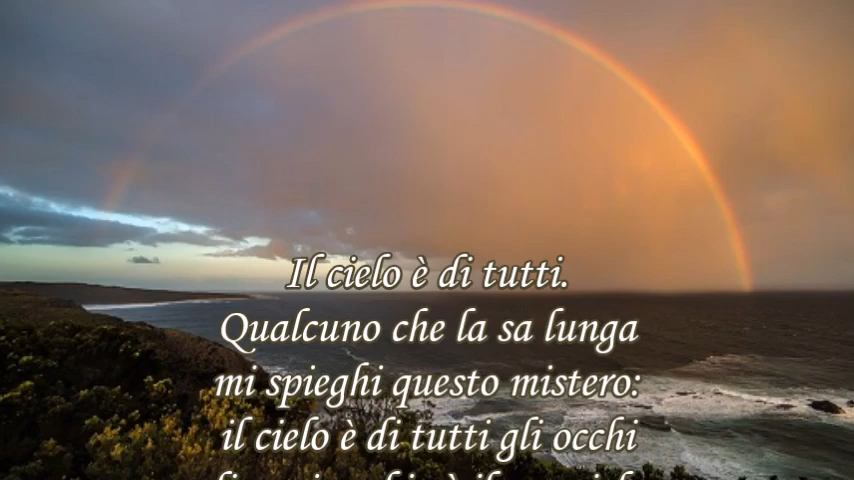 Il cielo è di tutti.
Qualcuno che la sa lunga
mi spieghi questo mistero:
il cielo è di tutti gli occhi